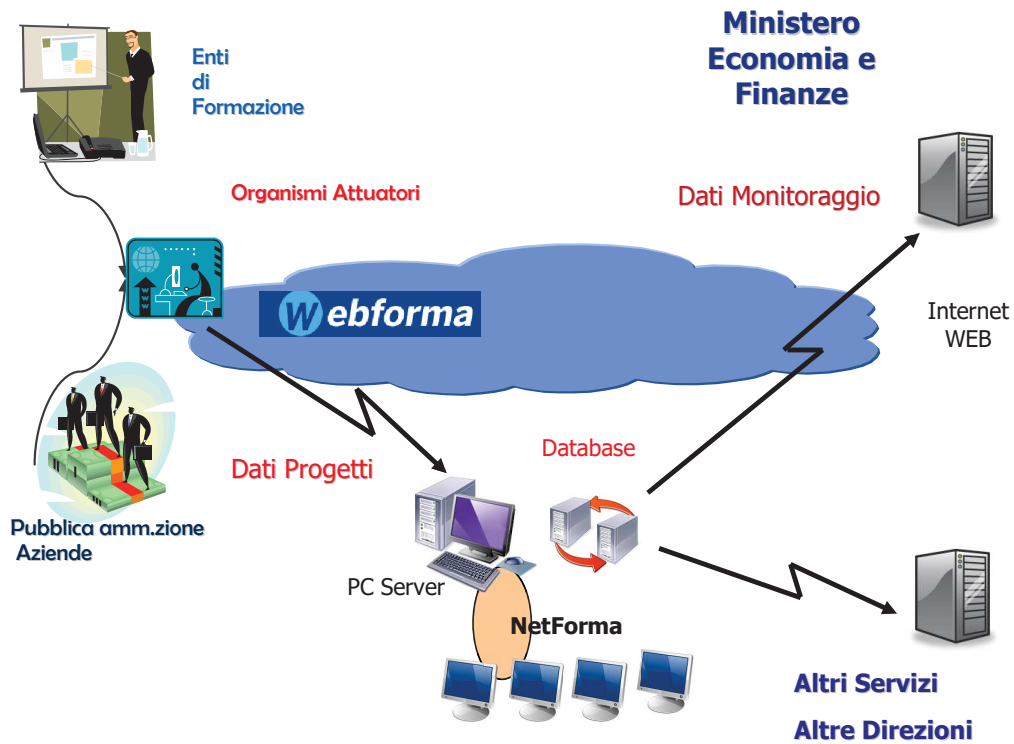 Ministero
Economia e
Finanze
Enti
di
Formazione
Organismi Attuatori
Dati Monitoraggio
Webforma
Internet
WEB
Database
Dati Progetti
Pubblica amm.zione
Aziende
PC Server
NetForma
Altri Servizi
Altre Direzioni